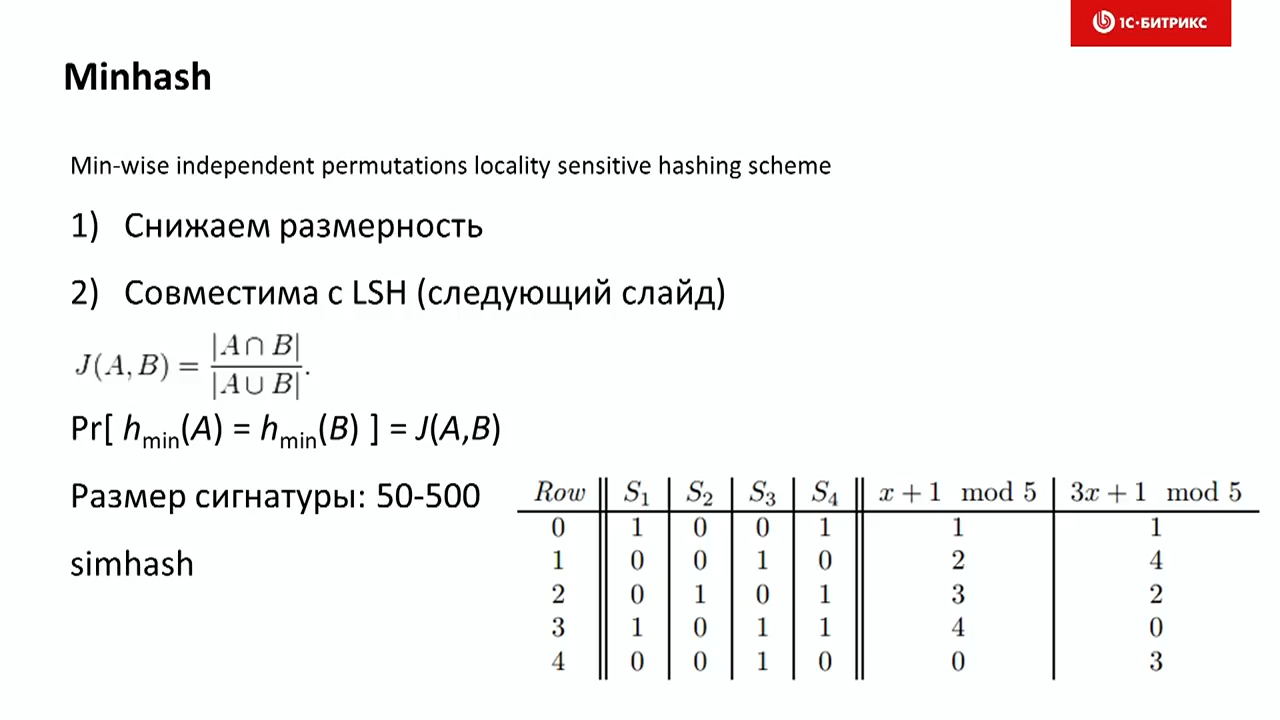 1С·БИТРИКС
Minhash
Min-wise independent permutations locality sensitive hashing scheme
1) Снижаем размерность
2) Совместима с LSH (следующий слайд)
J(A, B) = |A ∩ B| / |A ∪ B|.
Pr[ hmin(A) = hmin(B) ] = J(A,B)
Размер сигнатуры: 50-500
simhash
Row S1 S2 S3 S4 x + 1 mod 5 3x + 1 mod 5
0 1 0 0 1 1 1
1 0 0 1 0 2 4
2 0 1 0 1 3 2
3 1 0 1 1 4 0
4 0 0 1 0 0 3